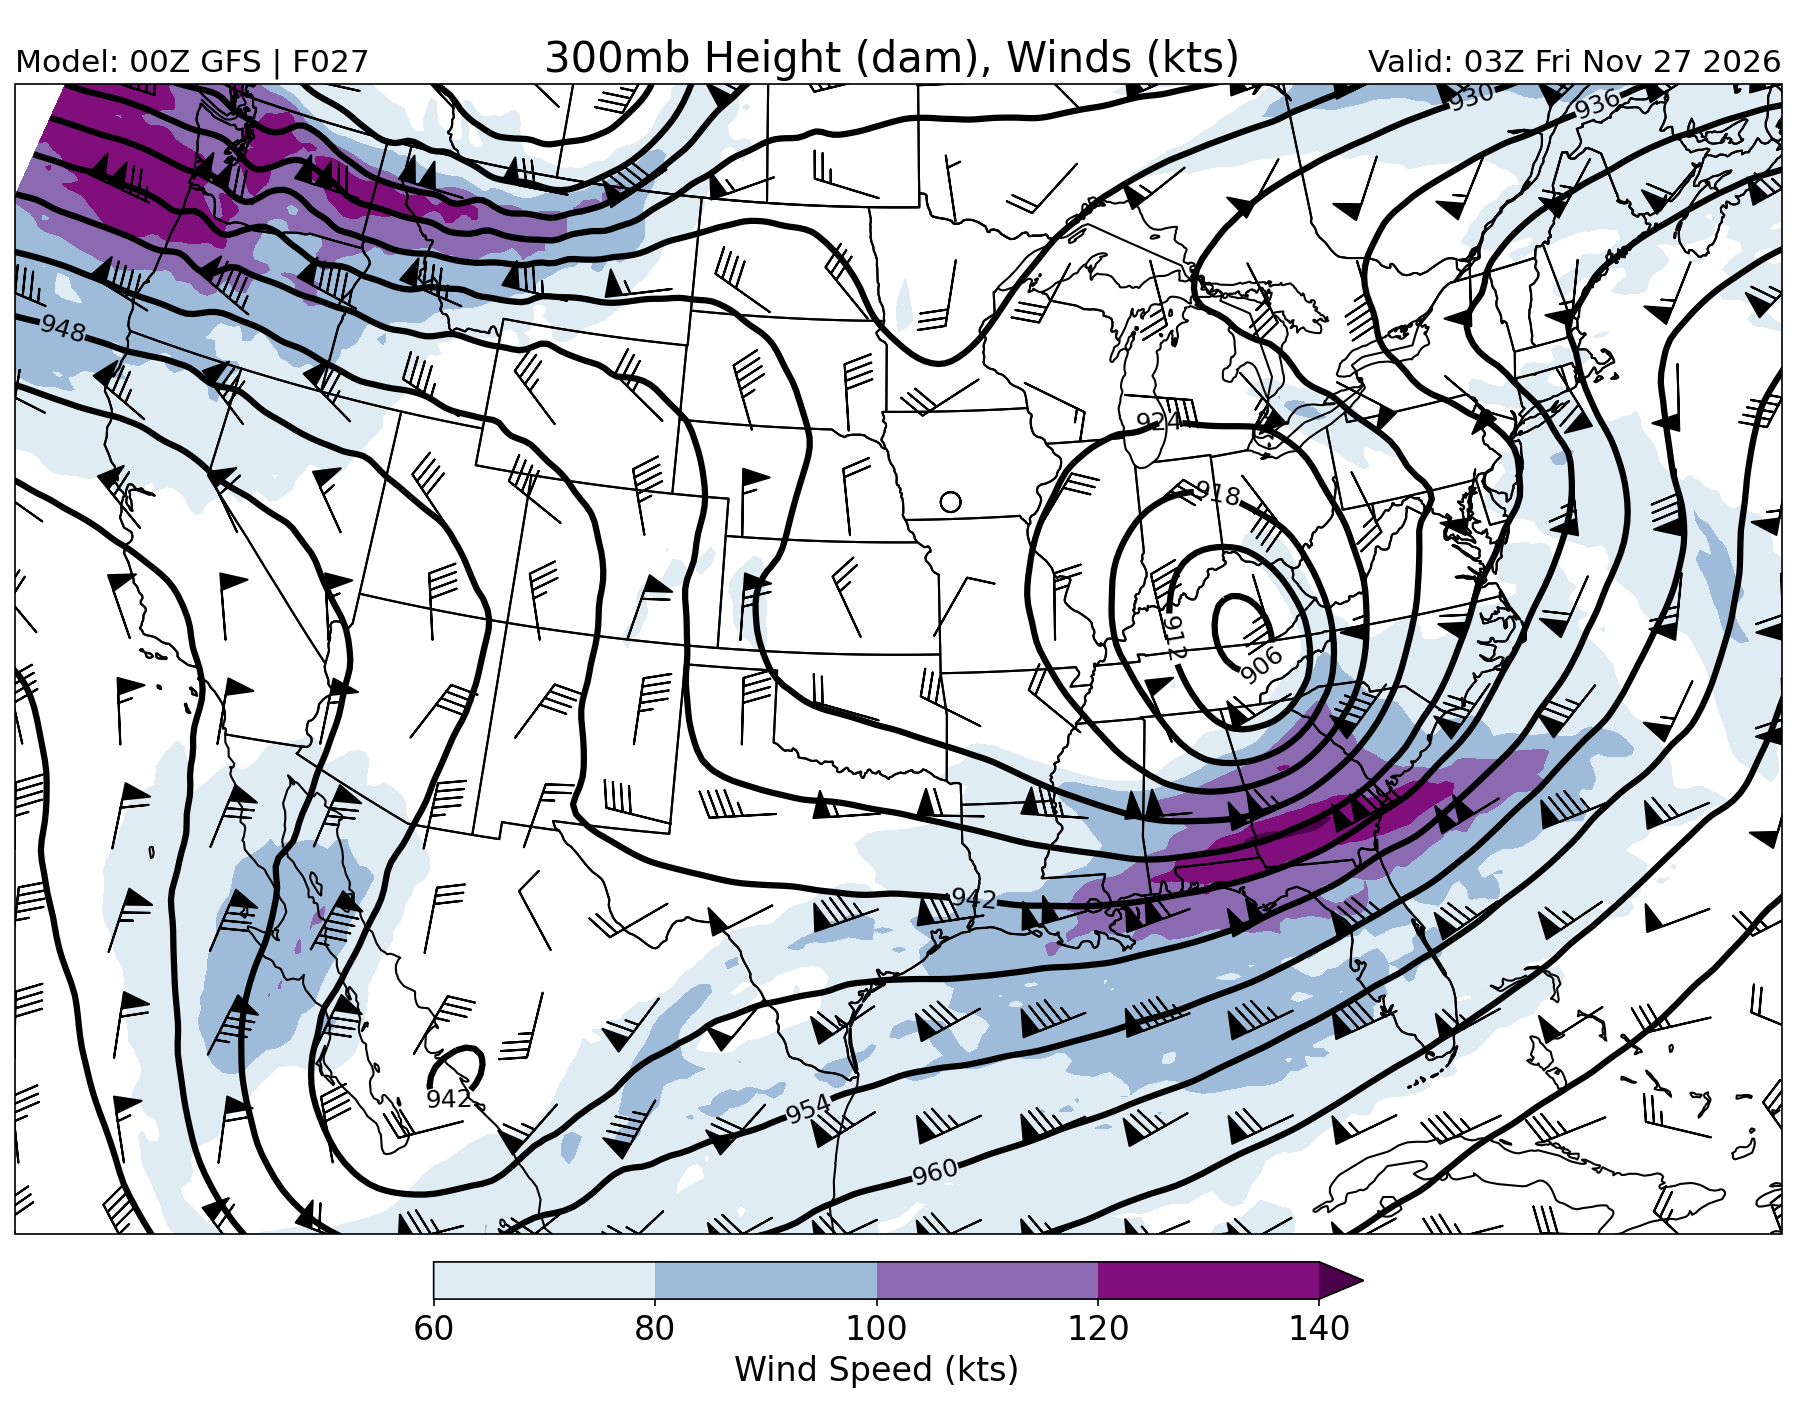 Model: 00Z GFS | F027
300mb Height (dam), Winds (kts)
Valid: 03Z Fri Nov 27 2026
930
936
948
924
918
912
906
942
942
954
960
60 80 100 120 140
Wind Speed (kts)